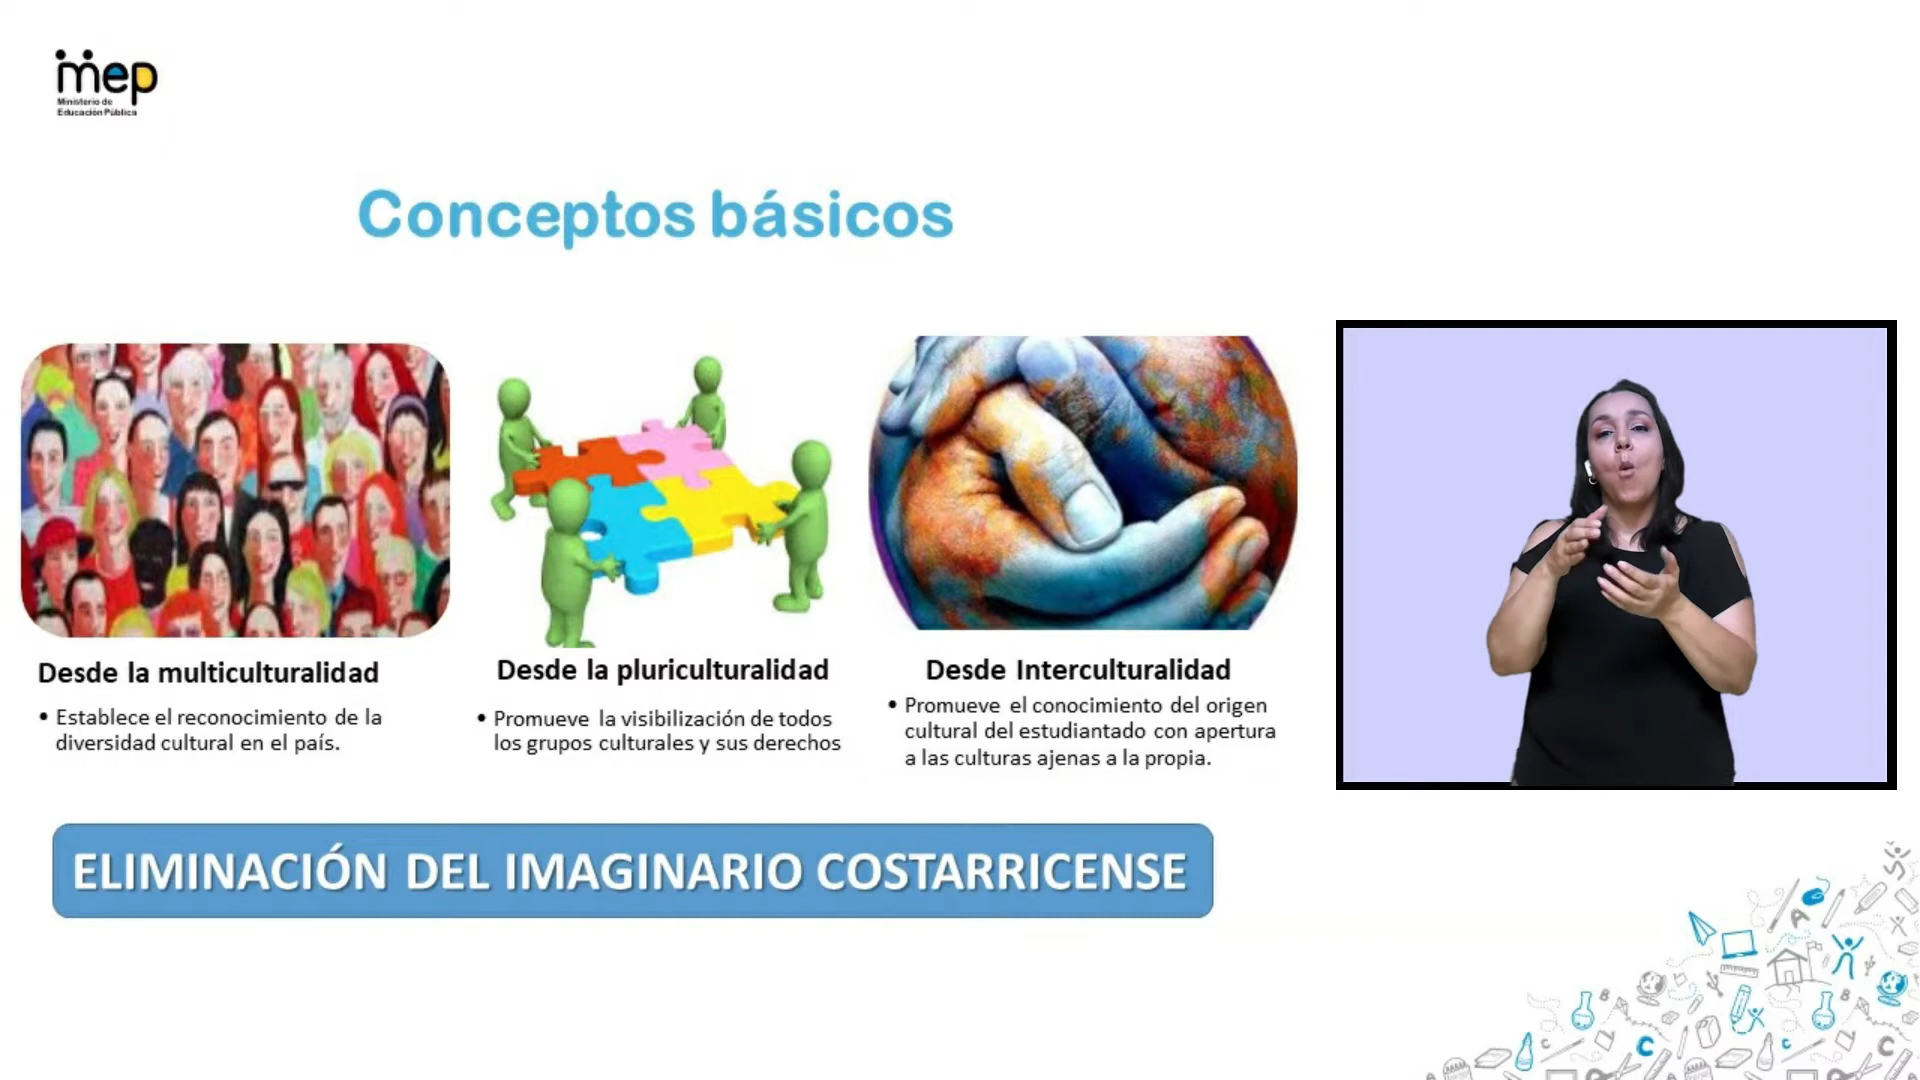 mep
Ministerio de
Educación Pública
Conceptos básicos
Desde la multiculturalidad
• Establece el reconocimiento de la
diversidad cultural en el país.
Desde la pluriculturalidad
• Promueve la visibilización de todos
los grupos culturales y sus derechos
Desde Interculturalidad
• Promueve el conocimiento del origen
cultural del estudiantado con apertura
a las culturas ajenas a la propia.
ELIMINACIÓN DEL IMAGINARIO COSTARRICENSE